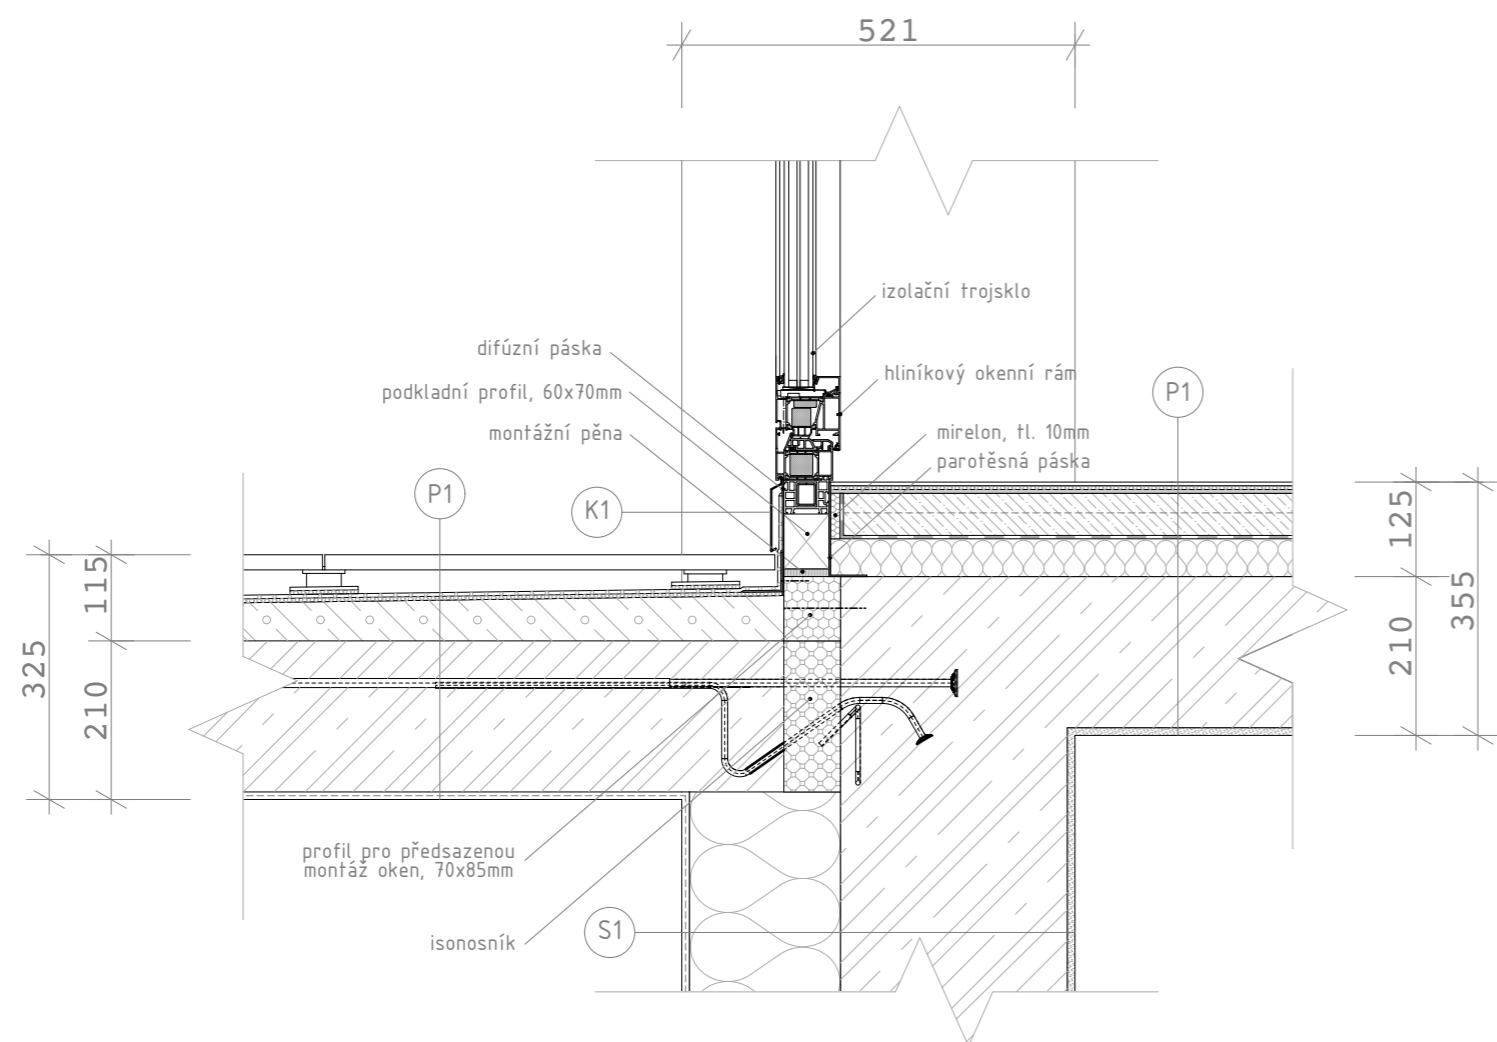 521
izolační trojsklo
difúzní páska
hliníkový okenní rám
podkladní profil, 60x70mm
P1
montážní pěna
mirelon, tl. 10mm
parotěsná páska
P1
K1
125
115
355
325
210
210
profil pro předsazenou
montáž oken, 70x85mm
S1
isonosník